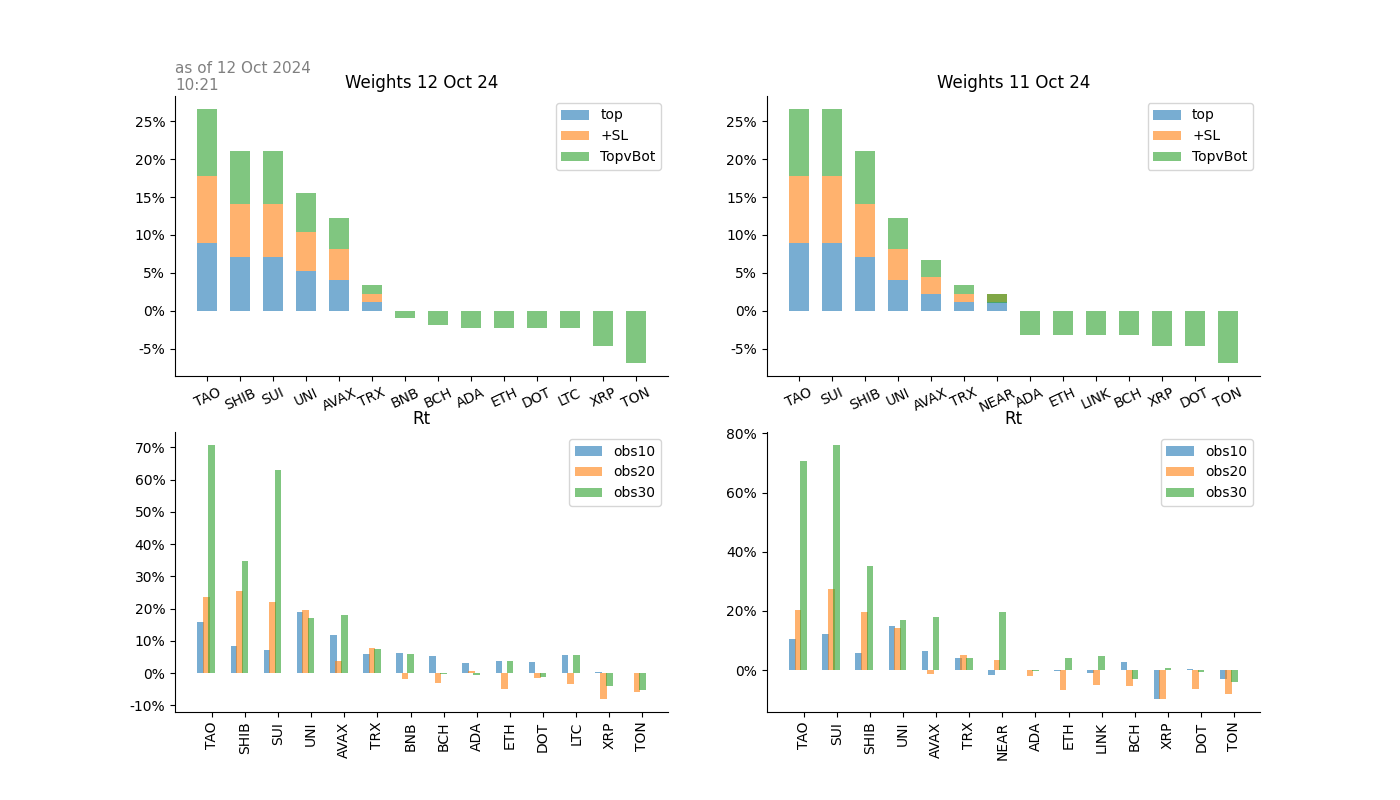 as of 12 Oct 2024
10:21
Weights 12 Oct 24
25%
20%
15%
10%
5%
0%
-5%
top
+SL
TopvBot
TAO SHIB SUI UNI AVAX TRX BNB BCH ADA ETH DOT LTC XRP TON
Weights 11 Oct 24
25%
20%
15%
10%
5%
0%
-5%
top
+SL
TopvBot
TAO SUI SHIB UNI AVAX TRX NEAR ADA ETH LINK BCH XRP DOT TON
Rt
70%
60%
50%
40%
30%
20%
10%
0%
-10%
obs10
obs20
obs30
TAO SHIB SUI UNI AVAX TRX BNB BCH ADA ETH DOT LTC XRP TON
Rt
80%
60%
40%
20%
0%
obs10
obs20
obs30
TAO SUI SHIB UNI AVAX TRX NEAR ADA ETH LINK BCH XRP DOT TON